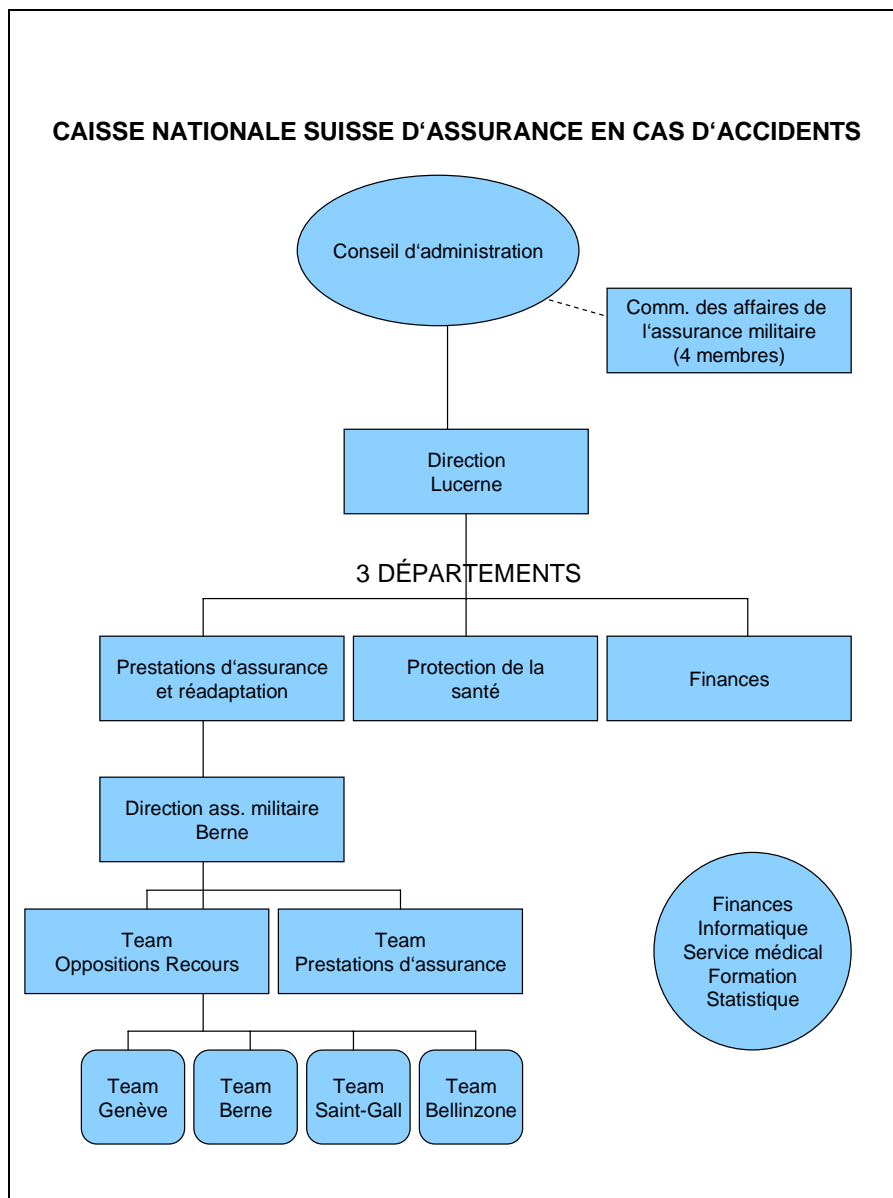 CAISSE NATIONALE SUISSE D‘ASSURANCE EN CAS D‘ACCIDENTS
Conseil d‘administration
Comm. des affaires de
l‘assurance militaire
(4 membres)
Direction
Lucerne
3 DÉPARTEMENTS
Prestations d‘assurance
et réadaptation
Protection de la
santé
Finances
Direction ass. militaire
Berne
Team
Oppositions Recours
Team
Prestations d‘assurance
Finances
Informatique
Service médical
Formation
Statistique
Team
Genève
Team
Berne
Team
Saint-Gall
Team
Bellinzone